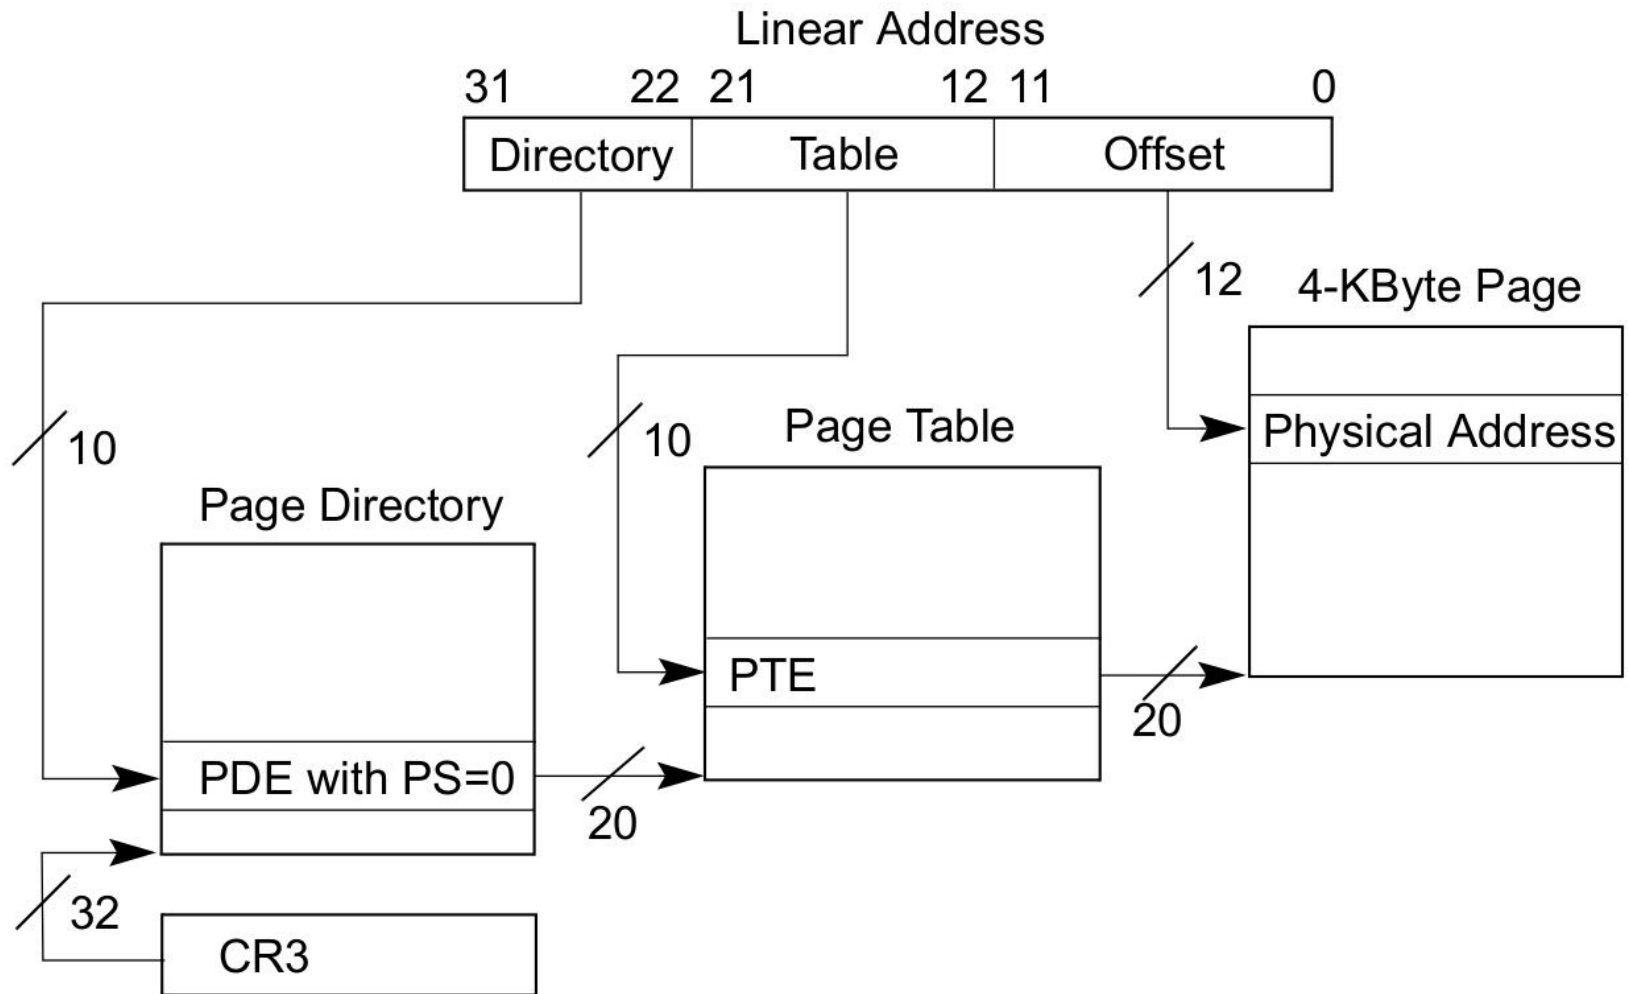 Linear Address
31 22 21 12 11 0
Directory Table Offset
12
4-KByte Page
Physical Address
10
10
Page Table
Page Directory
PTE
20
PDE with PS=0
20
32
CR3